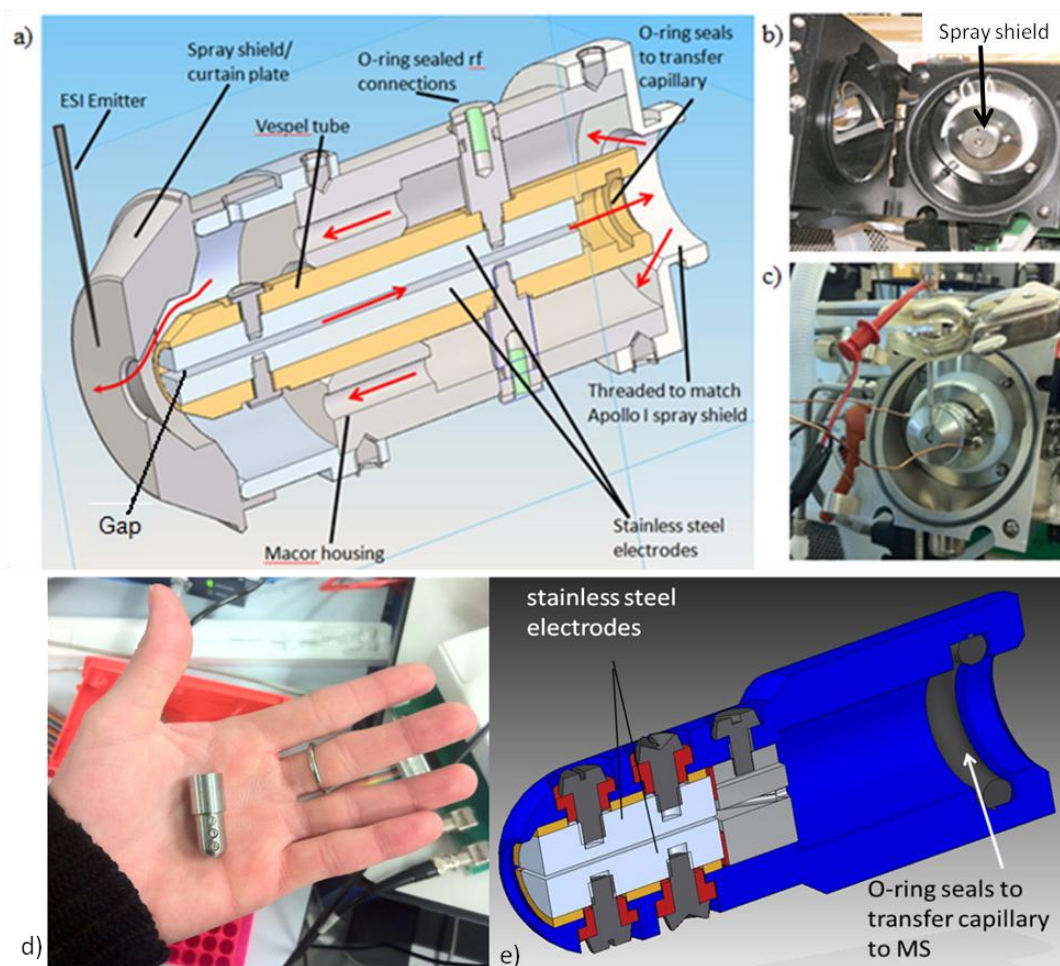 a)
Spray shield/
curtain plate
O-ring sealed rf
connections
O-ring seals
to transfer
capillary
ESI Emitter
Vespel tube
Threaded to match
Apollo I spray shield
Gap
Macor housing
Stainless steel
electrodes
b)
Spray shield
c)
d)
stainless steel
electrodes
O-ring seals to
transfer capillary
to MS
e)